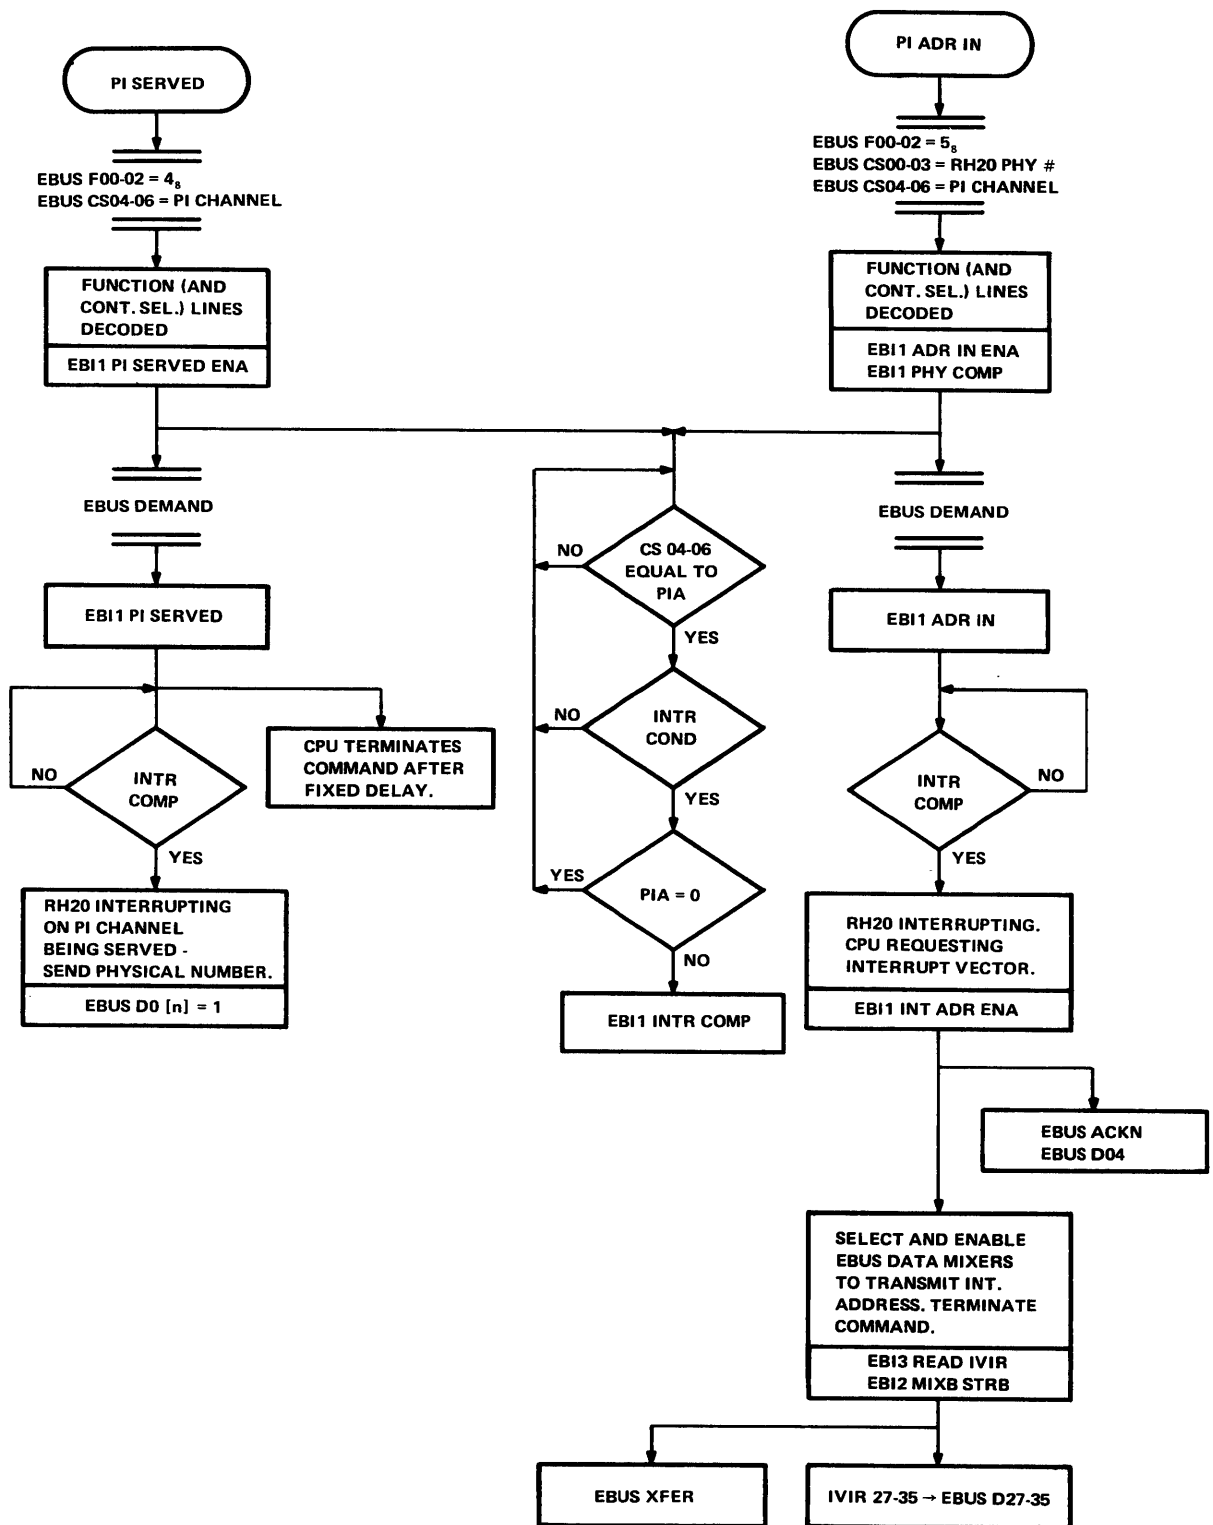 PI SERVED
EBUS F00-02 = 4₈
EBUS CS04-06 = PI CHANNEL
FUNCTION (AND
CONT. SEL.) LINES
DECODED
EBI1 PI SERVED ENA
EBUS DEMAND
EBI1 PI SERVED
INTR
COMP
NO
YES
CPU TERMINATES
COMMAND AFTER
FIXED DELAY.
RH20 INTERRUPTING
ON PI CHANNEL
BEING SERVED -
SEND PHYSICAL NUMBER.
EBUS D0 [n] = 1
CS 04-06
EQUAL TO
PIA
NO
YES
INTR
COND
NO
YES
PIA = 0
YES
NO
EBI1 INTR COMP
PI ADR IN
EBUS F00-02 = 5₈
EBUS CS00-03 = RH20 PHY #
EBUS CS04-06 = PI CHANNEL
FUNCTION (AND
CONT. SEL.) LINES
DECODED
EBI1 ADR IN ENA
EBI1 PHY COMP
EBUS DEMAND
EBI1 ADR IN
INTR
COMP
NO
YES
RH20 INTERRUPTING.
CPU REQUESTING
INTERRUPT VECTOR.
EBI1 INT ADR ENA
EBUS ACKN
EBUS D04
SELECT AND ENABLE
EBUS DATA MIXERS
TO TRANSMIT INT.
ADDRESS. TERMINATE
COMMAND.
EBI3 READ IVIR
EBI2 MIXB STRB
EBUS XFER
IVIR 27-35 → EBUS D27-35